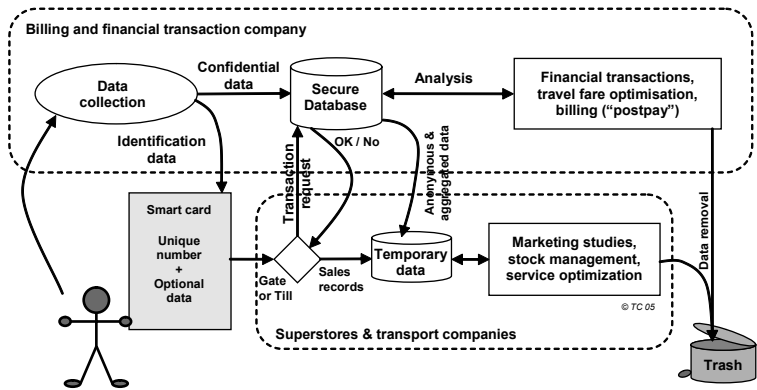 Billing and financial transaction company
Data
collection
Confidential
data
Secure
Database
Analysis
Financial transactions,
travel fare optimisation,
billing (“postpay”)
Identification
data
OK / No
Transaction
request
Anonymous &
aggregated data
Data removal
Smart card
Unique
number
+
Optional
data
Gate
or Till
Sales
records
Temporary
data
Marketing studies,
stock management,
service optimization
© TC 05
Superstores & transport companies
Trash